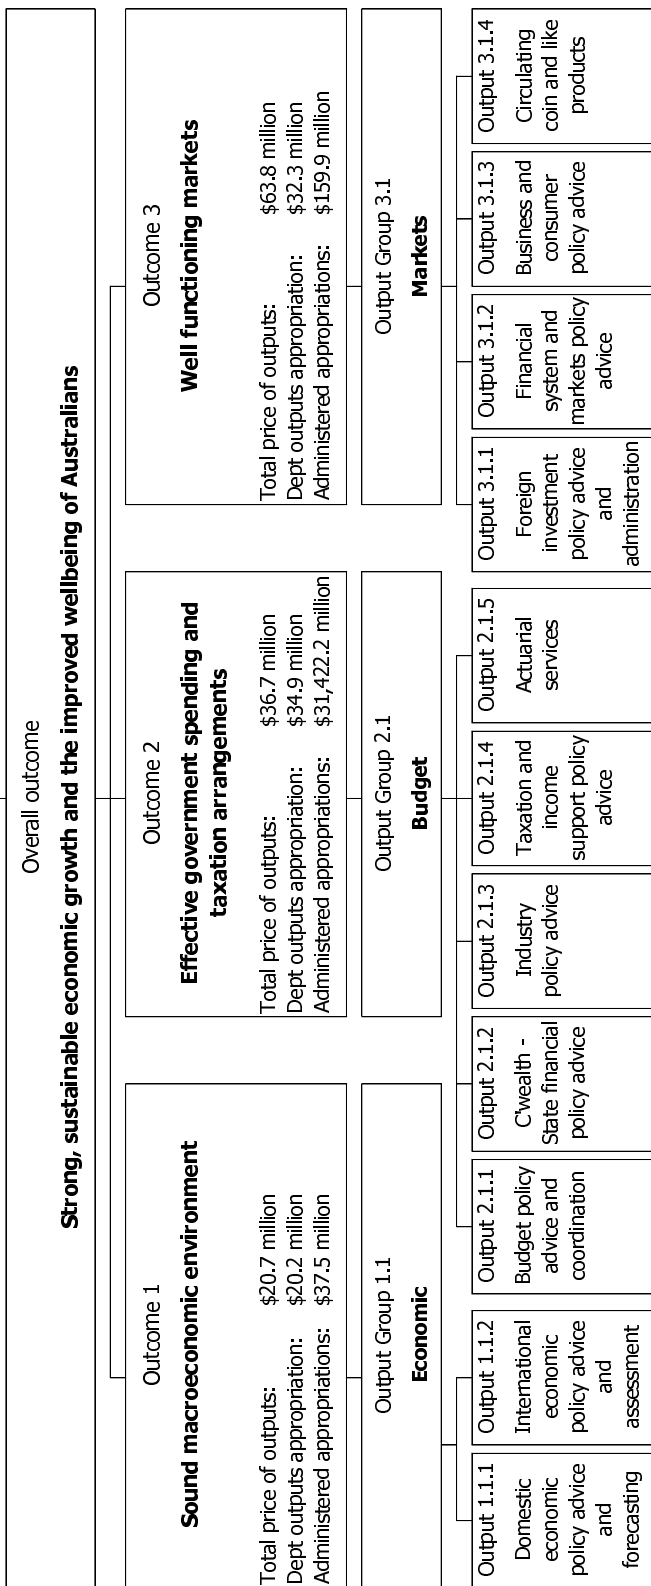 Overall outcome
Strong, sustainable economic growth and the improved wellbeing of Australians
Outcome 1
Sound macroeconomic environment
Total price of outputs: $20.7 million
Dept outputs appropriation: $20.2 million
Administered appropriations: $37.5 million
Outcome 2
Effective government spending and
taxation arrangements
Total price of outputs: $36.7 million
Dept outputs appropriation: $34.9 million
Administered appropriations: $31,422.2 million
Outcome 3
Well functioning markets
Total price of outputs: $63.8 million
Dept outputs appropriation: $32.3 million
Administered appropriations: $159.9 million
Output Group 1.1
Economic
Output Group 2.1
Budget
Output Group 3.1
Markets
Output 1.1.1
Domestic
economic
policy advice
and
forecasting
Output 1.1.2
International
economic
policy advice
and
assessment
Output 2.1.1
Budget policy
advice and
coordination
Output 2.1.2
C'wealth -
State financial
policy advice
Output 2.1.3
Industry
policy advice
Output 2.1.4
Taxation and
income
support policy
advice
Output 2.1.5
Actuarial
services
Output 3.1.1
Foreign
investment
policy advice
and
administration
Output 3.1.2
Financial
system and
markets policy
advice
Output 3.1.3
Business and
consumer
policy advice
Output 3.1.4
Circulating
coin and like
products